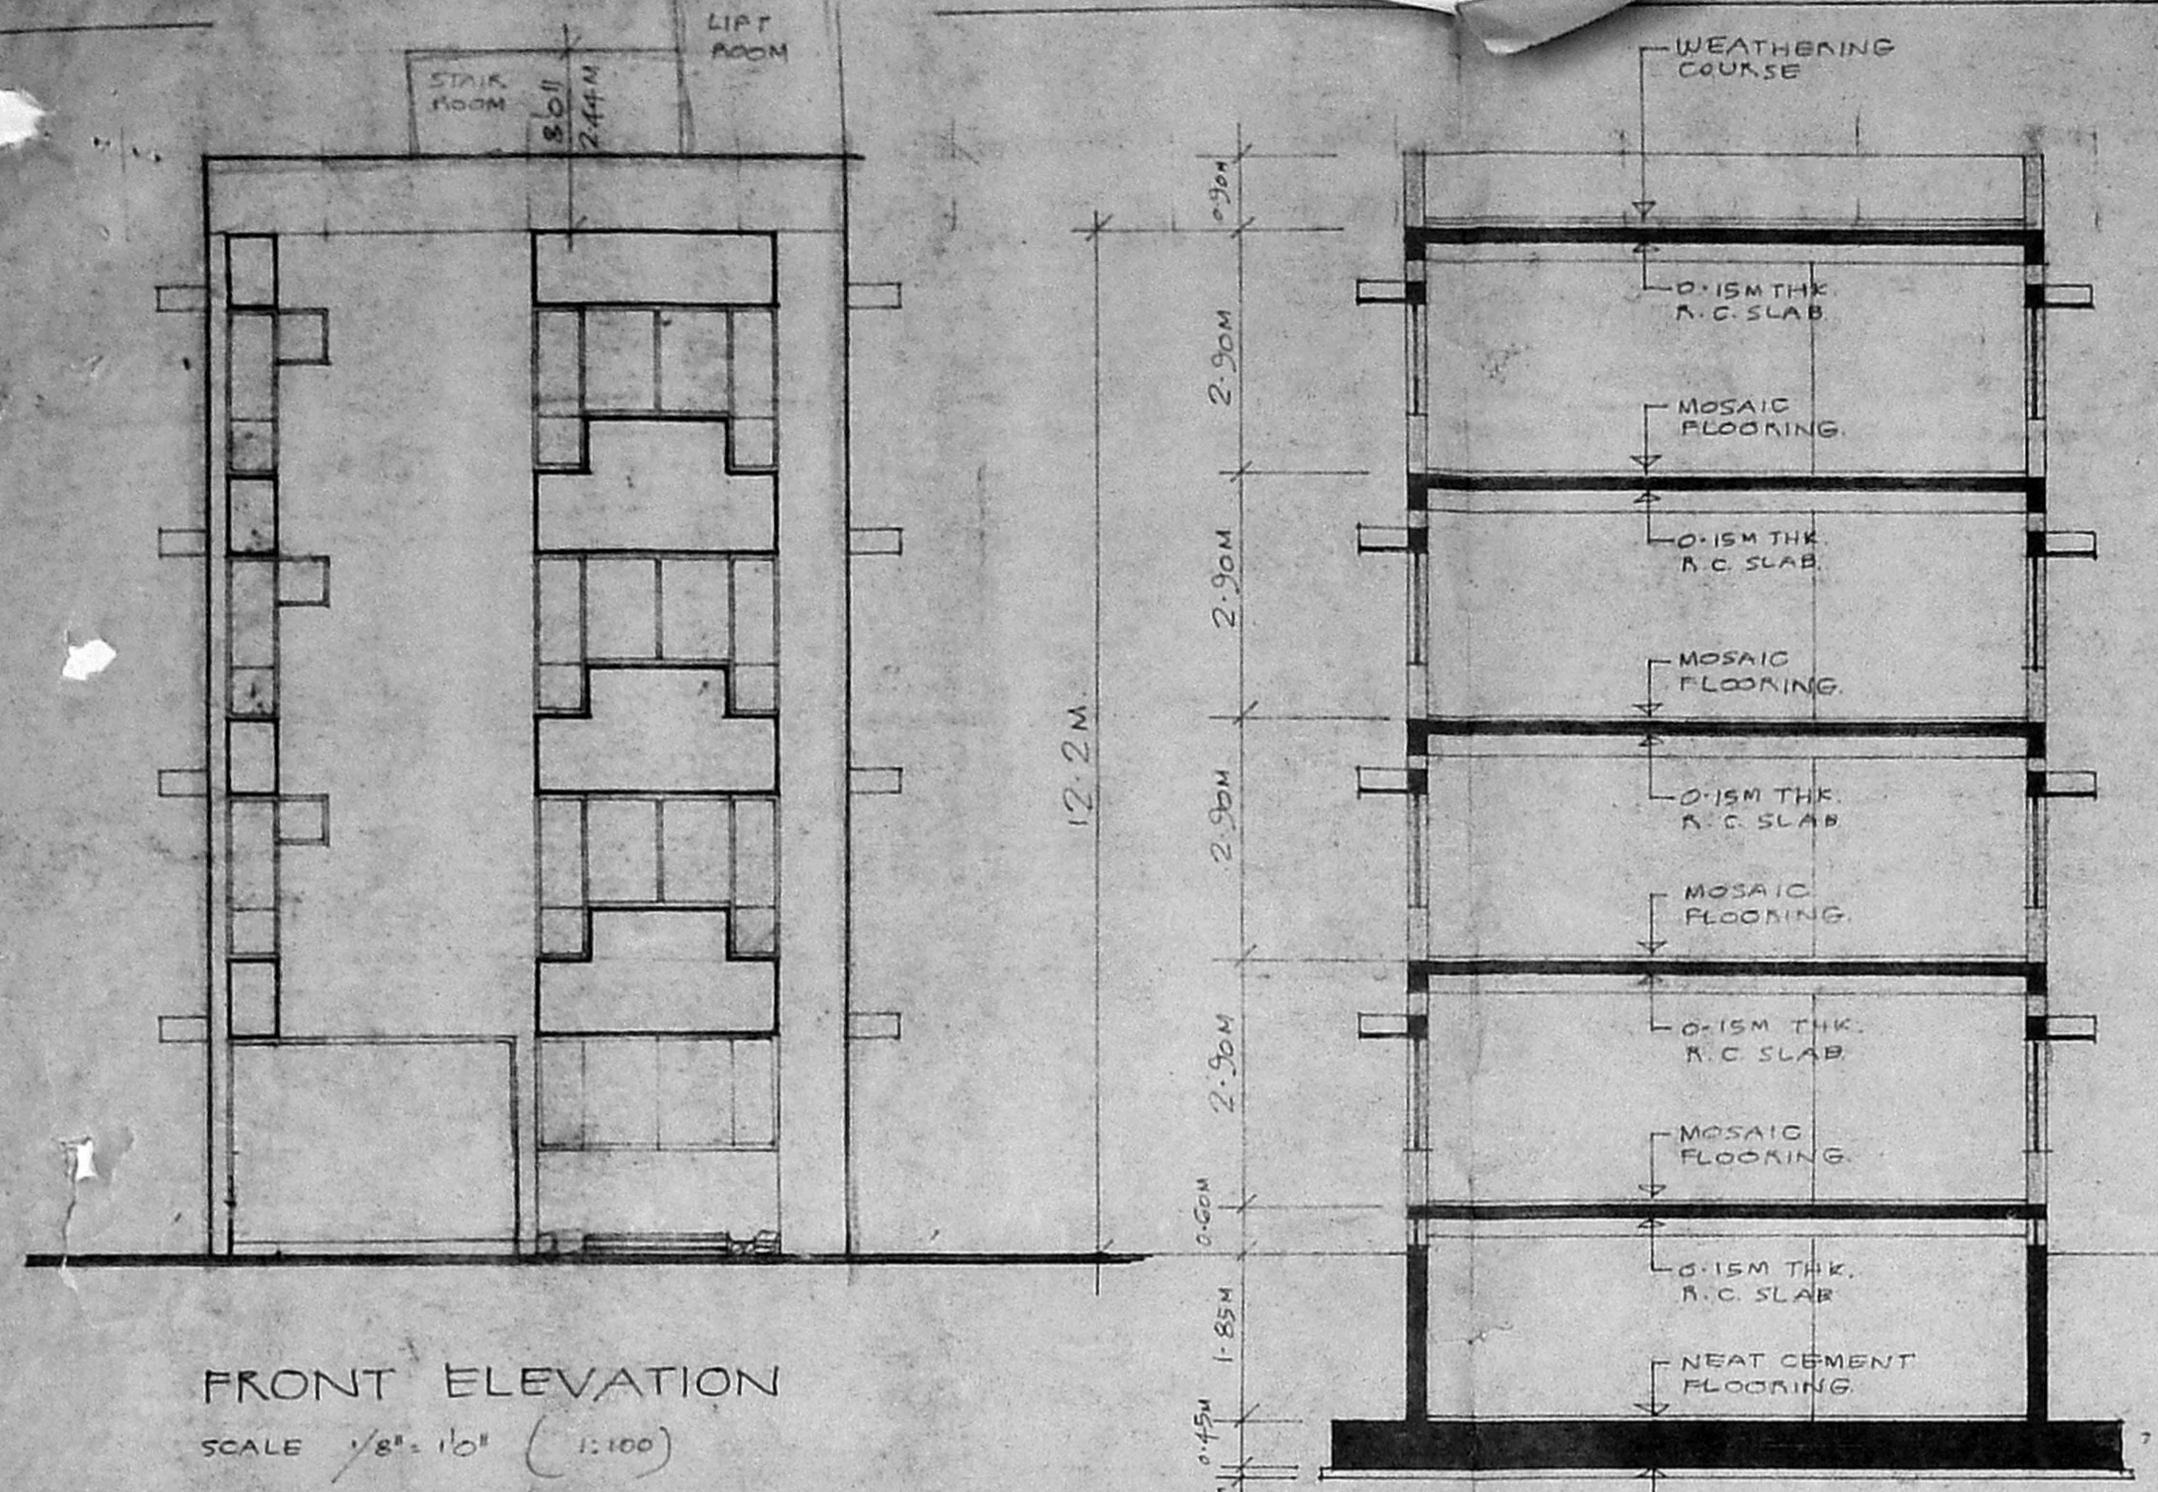 LIFT
ROOM
STAIR
ROOM
8'0"
2.44M
12.2 M.
FRONT ELEVATION
SCALE 1/8" = 1'0" ( 1:100 )
0.90M
2.90M
2.90M
2.90M
2.90M
0.60M
1.85M
0.45M
WEATHERING
COURSE
0.15M THK.
R.C. SLAB
MOSAIC
FLOORING.
0.15M THK.
R.C. SLAB.
MOSAIC
FLOORING.
0.15M THK.
R.C. SLAB
MOSAIC
FLOORING.
0.15M THK.
R.C SLAB
MOSAIC
FLOORING.
0.15M THK.
R.C. SLAB
NEAT CEMENT
FLOORING.